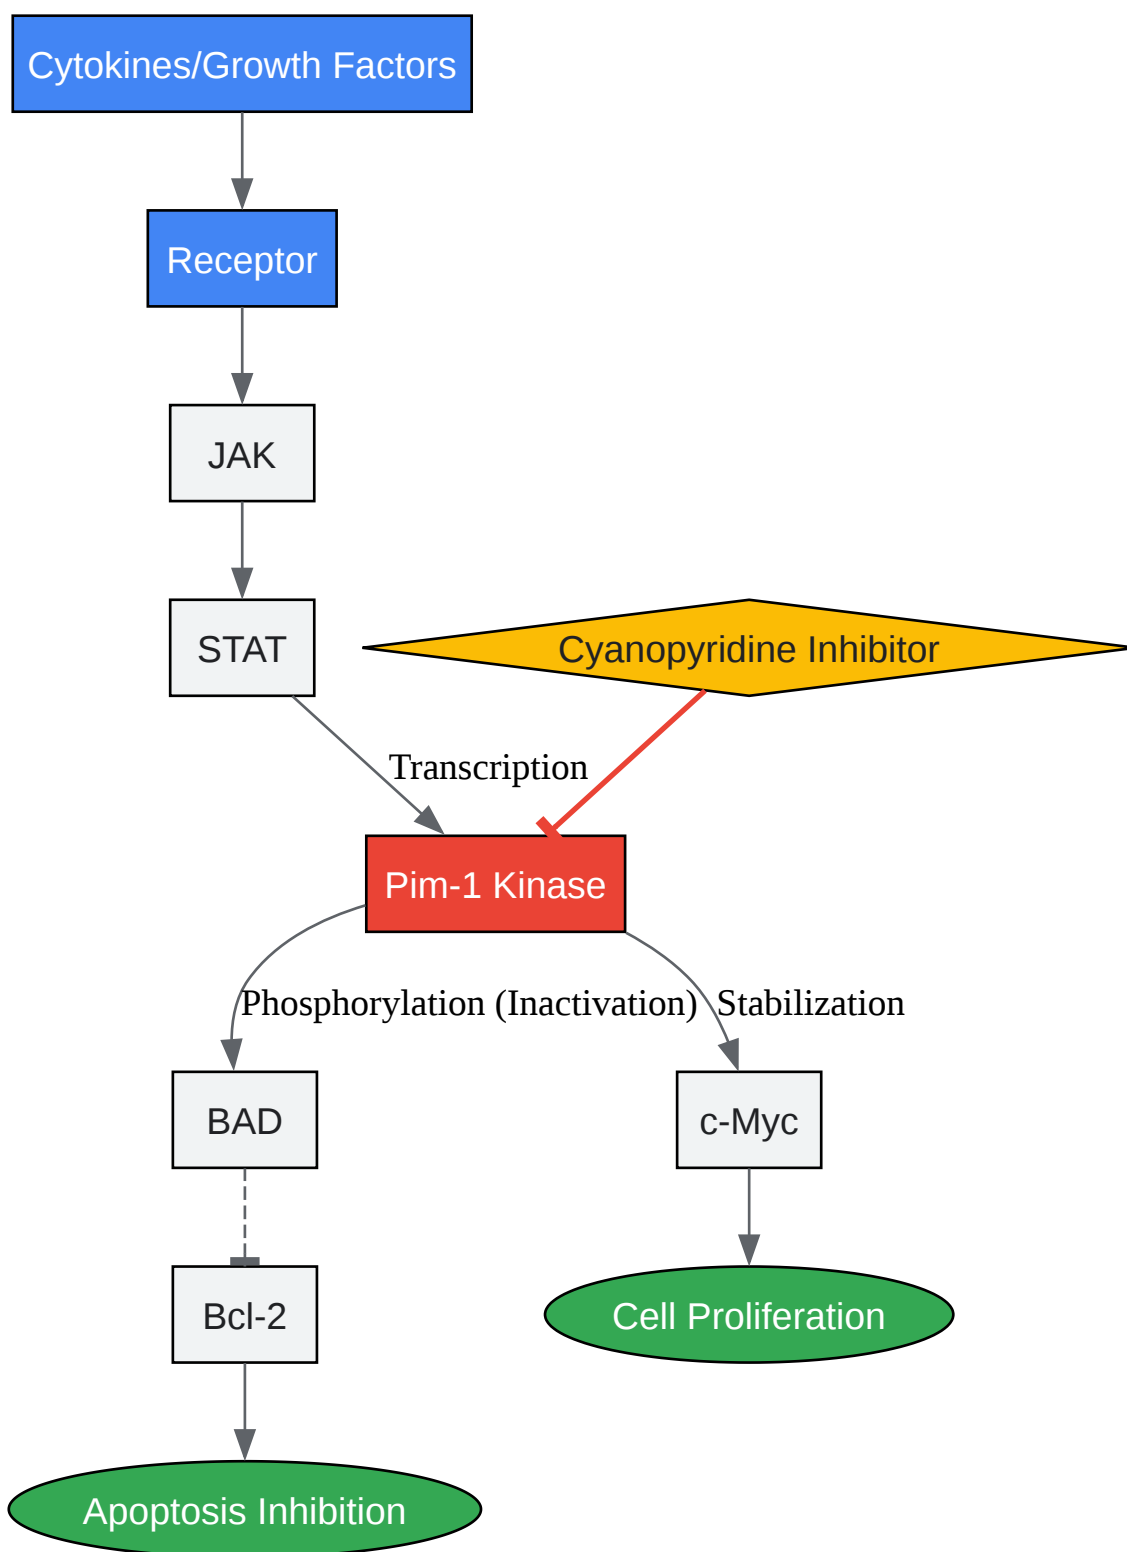 Cytokines/Growth Factors
Receptor
JAK
STAT
Cyanopyridine Inhibitor
Transcription
Pim-1 Kinase
Phosphorylation (Inactivation)
Stabilization
BAD
c-Myc
Bcl-2
Cell Proliferation
Apoptosis Inhibition